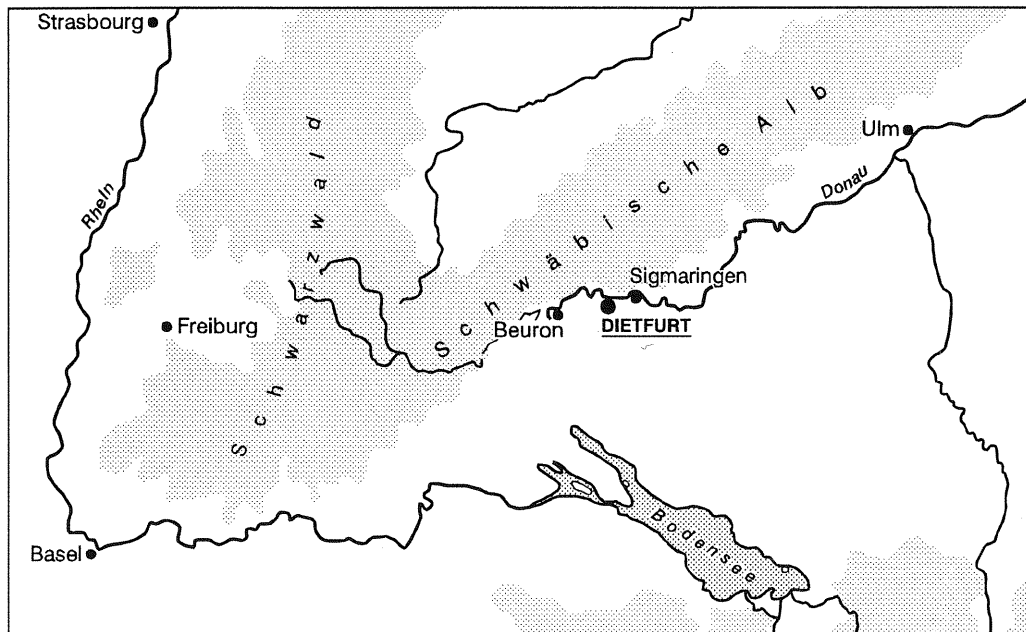 Strasbourg
Schwarzwald
Schwäbische Alb
Ulm
Rhein
Donau
Sigmaringen
Freiburg
Beuron
DIETFURT
Bodensee
Basel